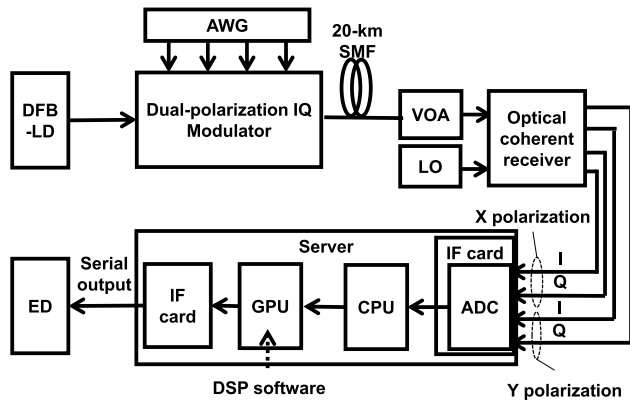 AWG
20-km
SMF
DFB
-LD
Dual-polarization IQ
Modulator
VOA
LO
Optical
coherent
receiver
X polarization
Server
IF card
I
Q
I
Q
Serial
output
ED
IF
card
GPU
CPU
ADC
DSP software
Y polarization